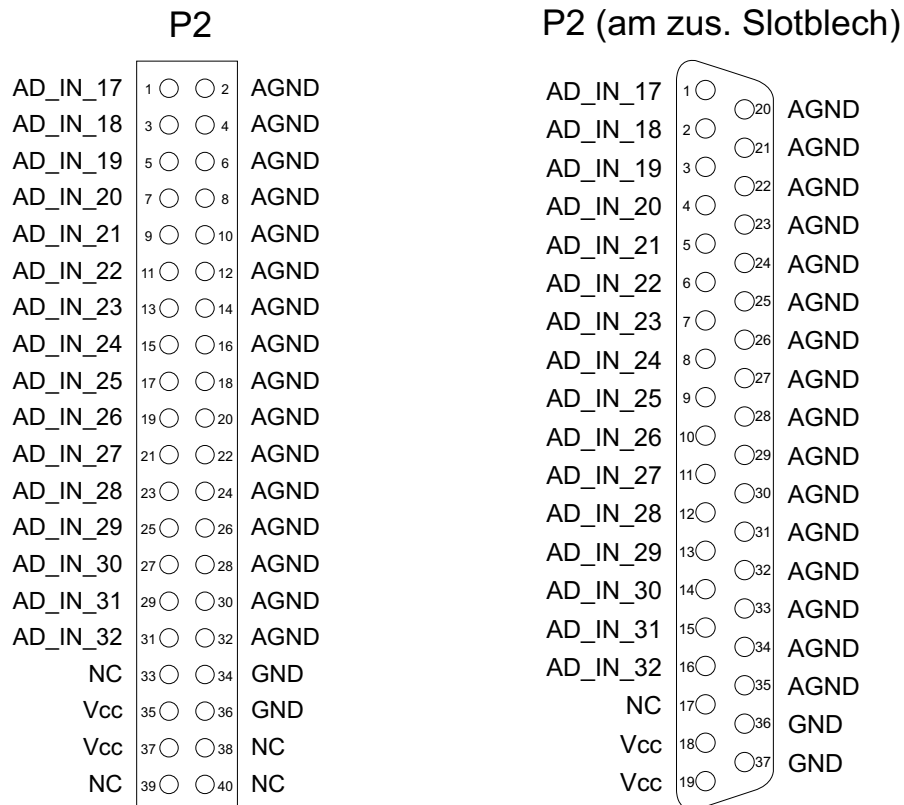 P2
AD_IN_17 1 2 AGND
AD_IN_18 3 4 AGND
AD_IN_19 5 6 AGND
AD_IN_20 7 8 AGND
AD_IN_21 9 10 AGND
AD_IN_22 11 12 AGND
AD_IN_23 13 14 AGND
AD_IN_24 15 16 AGND
AD_IN_25 17 18 AGND
AD_IN_26 19 20 AGND
AD_IN_27 21 22 AGND
AD_IN_28 23 24 AGND
AD_IN_29 25 26 AGND
AD_IN_30 27 28 AGND
AD_IN_31 29 30 AGND
AD_IN_32 31 32 AGND
NC 33 34 GND
Vcc 35 36 GND
Vcc 37 38 NC
NC 39 40 NC
P2 (am zus. Slotblech)
AD_IN_17 1
20 AGND
AD_IN_18 2
21 AGND
AD_IN_19 3
22 AGND
AD_IN_20 4
23 AGND
AD_IN_21 5
24 AGND
AD_IN_22 6
25 AGND
AD_IN_23 7
26 AGND
AD_IN_24 8
27 AGND
AD_IN_25 9
28 AGND
AD_IN_26 10
29 AGND
AD_IN_27 11
30 AGND
AD_IN_28 12
31 AGND
AD_IN_29 13
32 AGND
AD_IN_30 14
33 AGND
AD_IN_31 15
34 AGND
AD_IN_32 16
35 AGND
NC 17
36 GND
Vcc 18
37 GND
Vcc 19